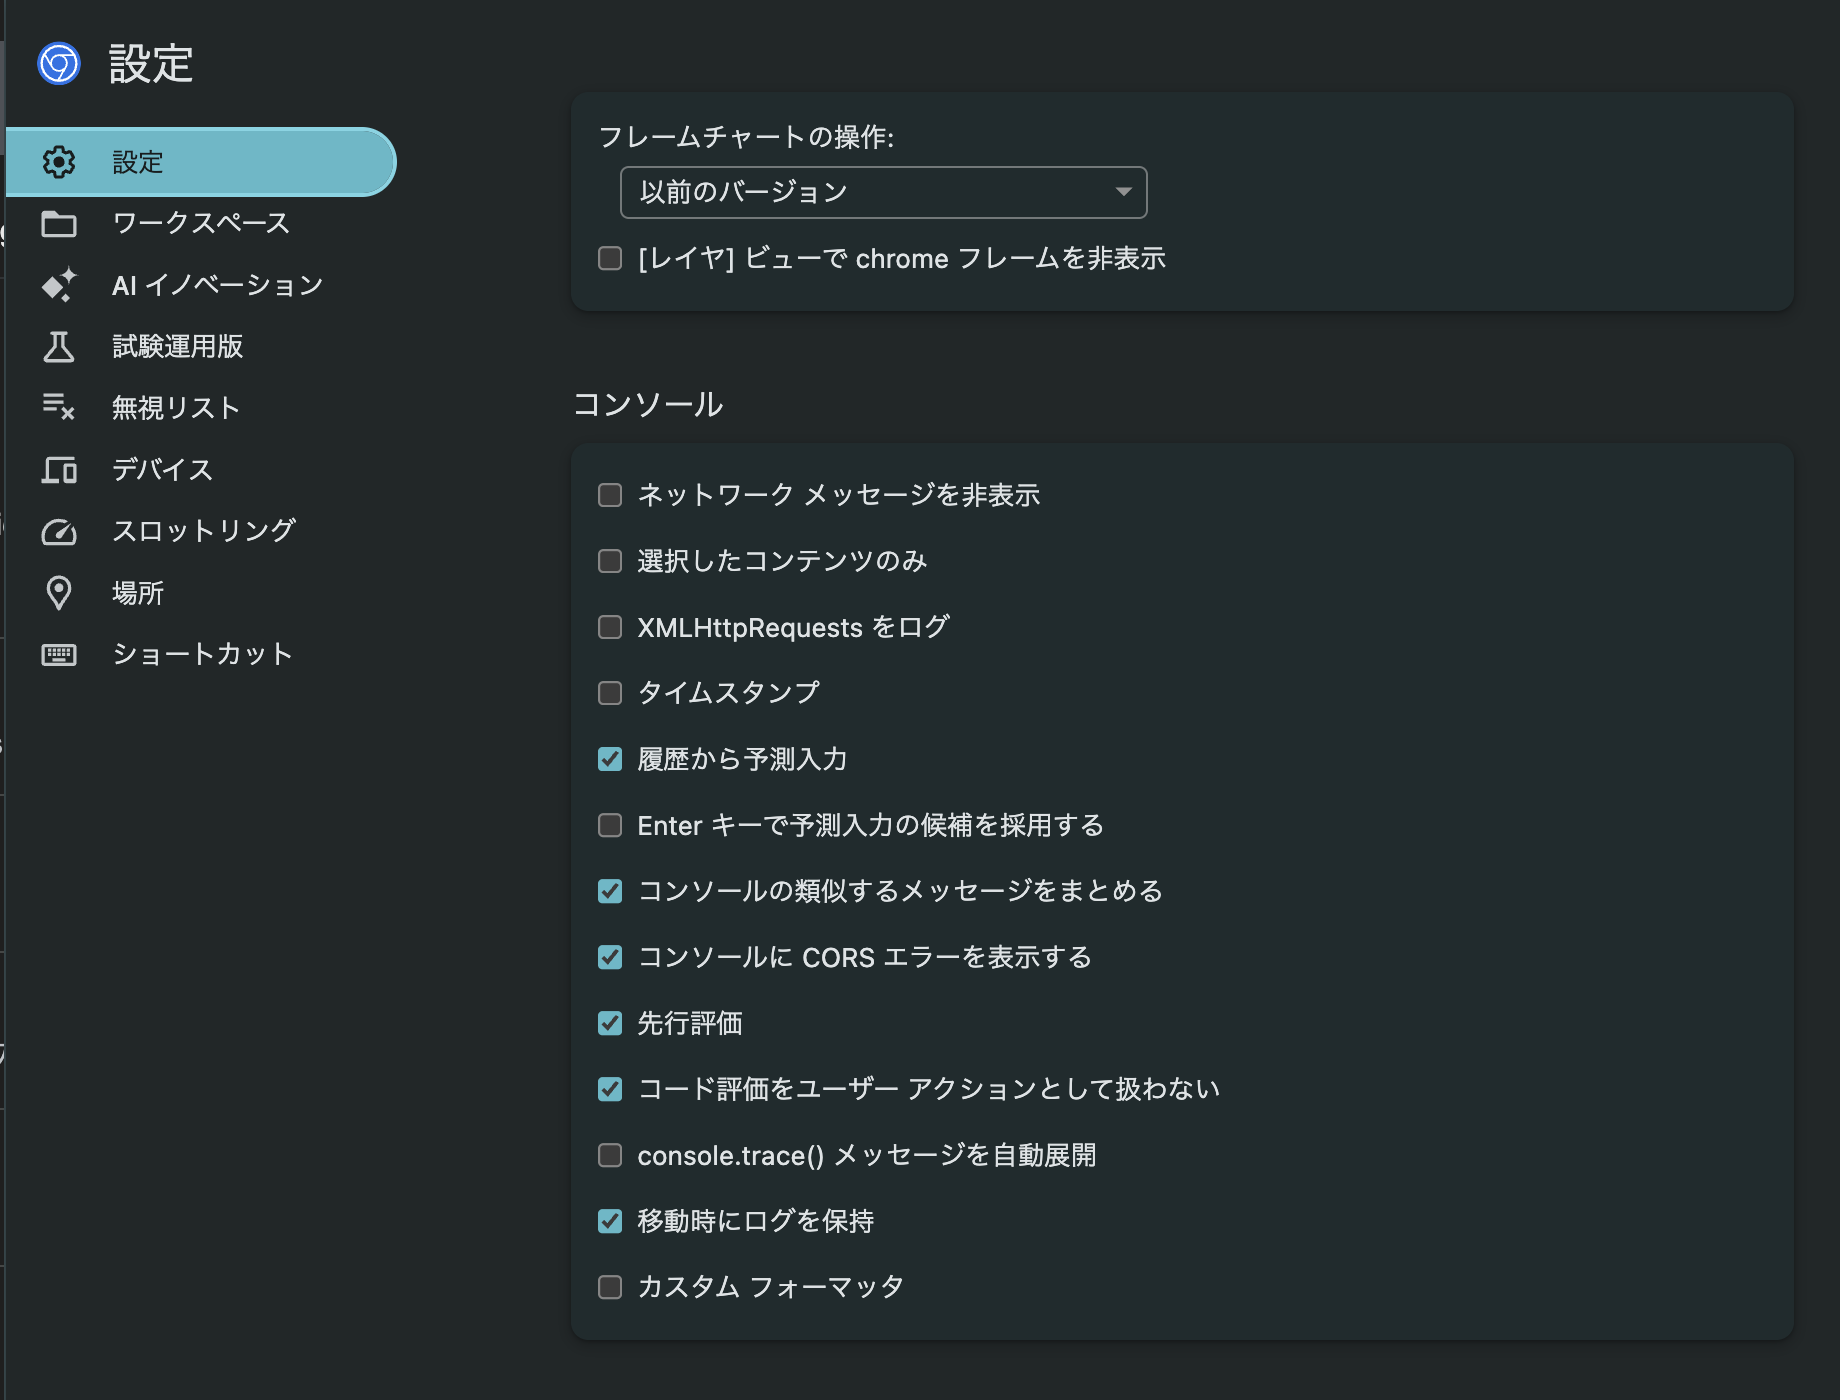 設定
設定
ワークスペース
AI イノベーション
試験運用版
無視リスト
デバイス
スロットリング
場所
ショートカット
フレームチャートの操作:
以前のバージョン
[レイヤ] ビューで chrome フレームを非表示
コンソール
ネットワーク メッセージを非表示
選択したコンテンツのみ
XMLHttpRequests をログ
タイムスタンプ
履歴から予測入力
Enter キーで予測入力の候補を採用する
コンソールの類似するメッセージをまとめる
コンソールに CORS エラーを表示する
先行評価
コード評価をユーザー アクションとして扱わない
console.trace() メッセージを自動展開
移動時にログを保持
カスタム フォーマッタ